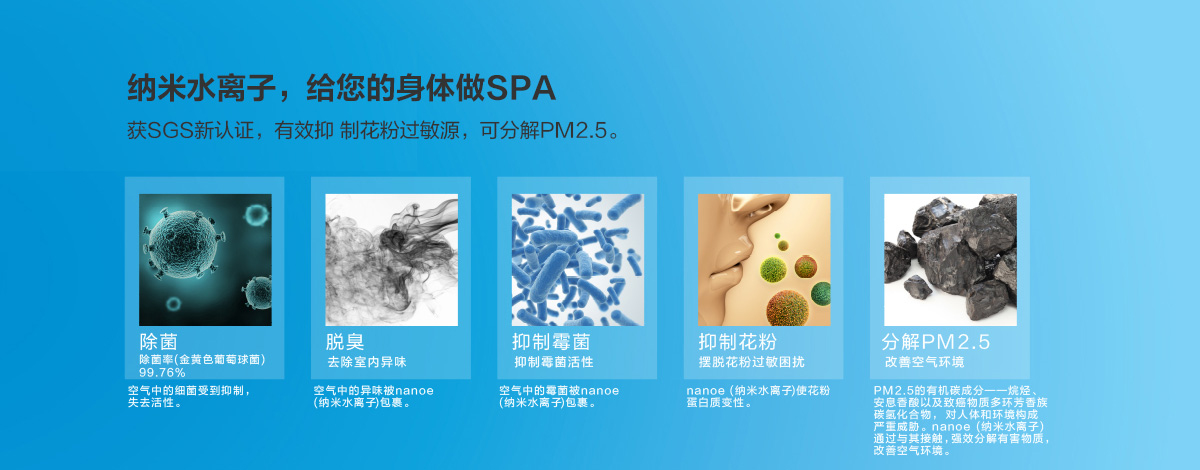 纳米水离子，给您的身体做SPA
获SGS新认证，有效抑 制花粉过敏源，可分解PM2.5。
除菌
除菌率(金黄色葡萄球菌)
99.76%
空气中的细菌受到抑制，
失去活性。
脱臭
去除室内异味
空气中的异味被nanoe
(纳米水离子)包裹。
抑制霉菌
抑制霉菌活性
空气中的霉菌被nanoe
(纳米水离子)包裹。
抑制花粉
摆脱花粉过敏困扰
nanoe (纳米水离子)使花粉
蛋白质变性。
分解PM2.5
改善空气环境
PM2.5的有机碳成分——烷烃、
安息香酸以及致癌物质多环芳香族
碳氢化合物，对人体和环境构成
严重威胁。nanoe (纳米水离子)
通过与其接触，强效分解有害物质，
改善空气环境。